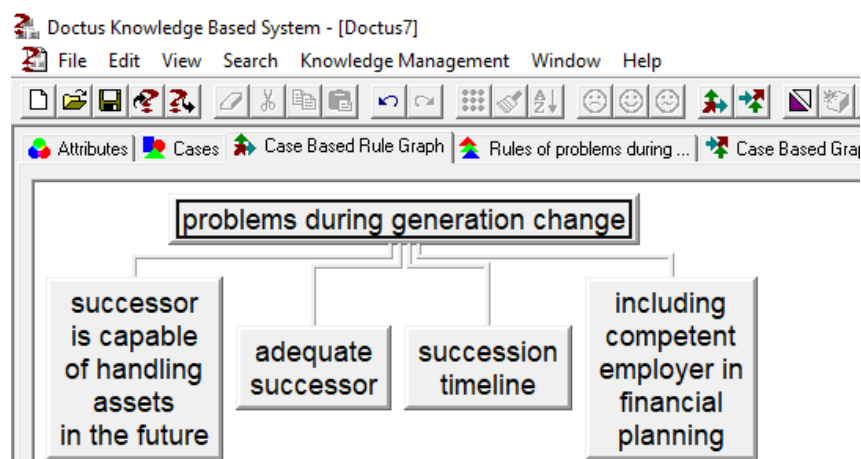 Doctus Knowledge Based System - [Doctus7]
File Edit View Search Knowledge Management Window Help
Attributes Cases Case Based Rule Graph Rules of problems during ... Case Based Gra
problems during generation change
successor
is capable
of handling
assets
in the future
adequate
successor
succession
timeline
including
competent
employer in
financial
planning